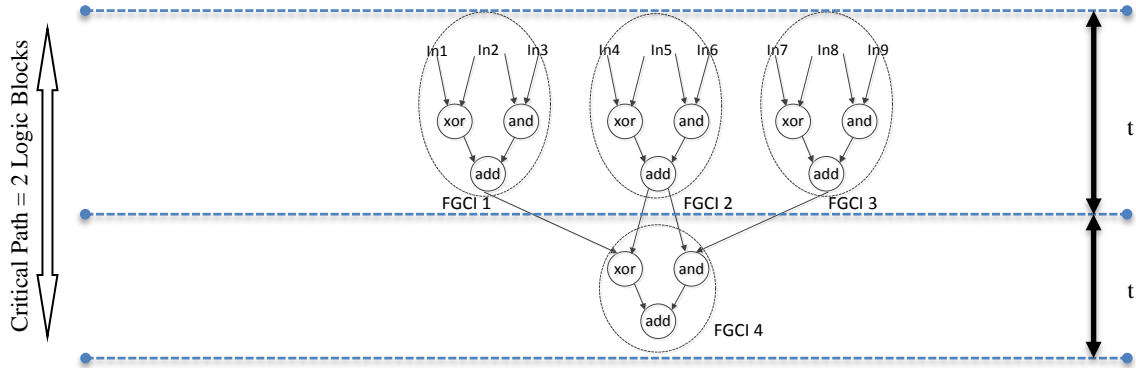 Critical Path = 2 Logic Blocks
In1 In2 In3 In4 In5 In6 In7 In8 In9
xor and xor and xor and
t
add add add
FGCI 1 FGCI 2 FGCI 3
xor and
t
add
FGCI 4